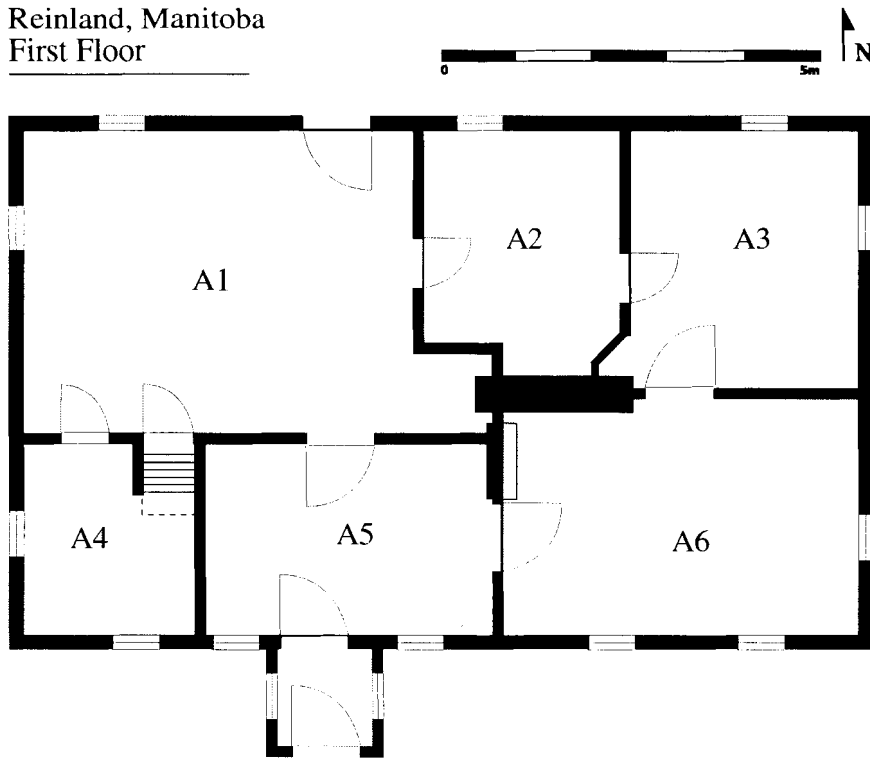 Reinland, Manitoba
First Floor
0 5m
N
A1
A2
A3
A4
A5
A6